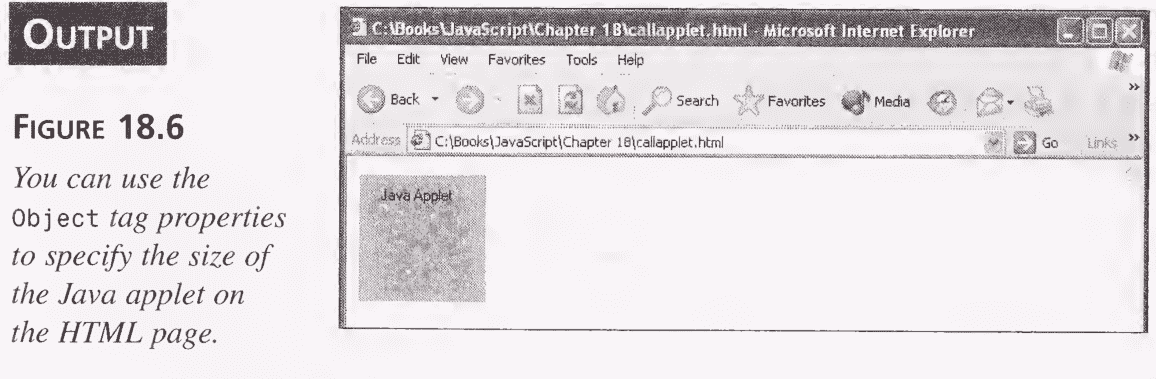 OUTPUT
FIGURE 18.6
You can use the
Object tag properties
to specify the size of
the Java applet on
the HTML page.
C:\Books\JavaScript\Chapter 18\callapplet.html - Microsoft Internet Explorer
File Edit View Favorites Tools Help
Back Search Favorites Media
Address C:\Books\JavaScript\Chapter 18\callapplet.html Go Links »
Java Applet